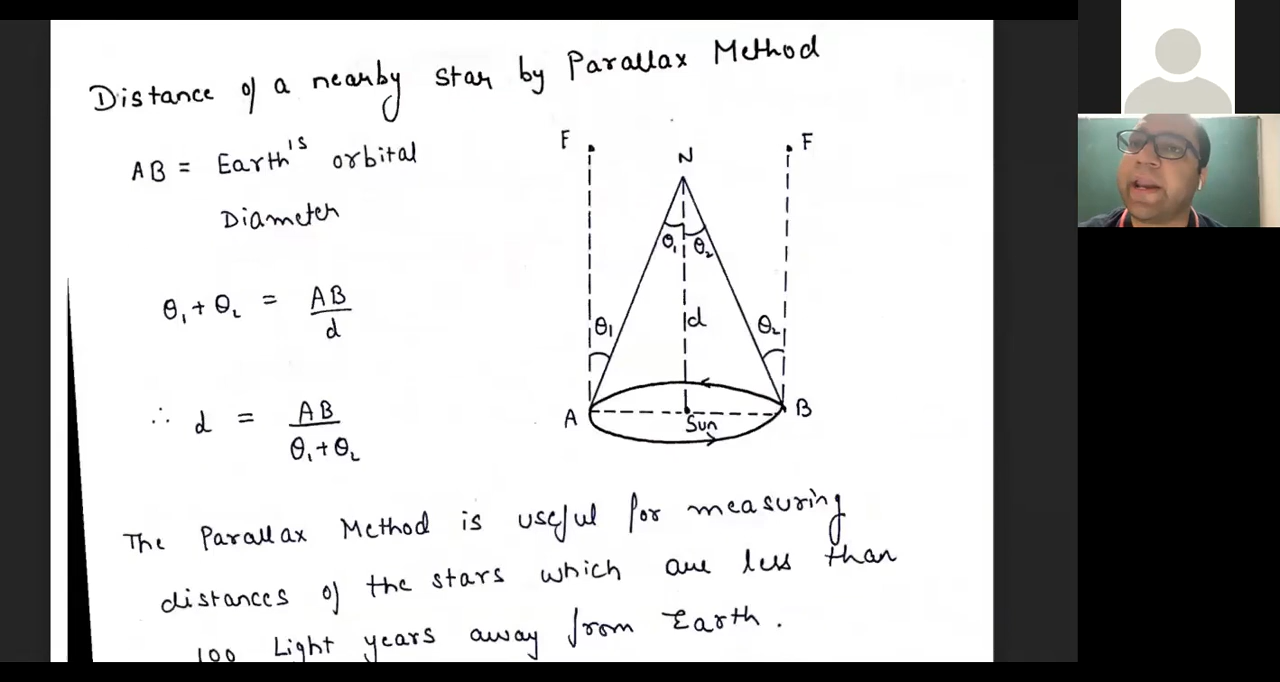 Distance of a nearby star by Parallax Method
AB = Earth's orbital
Diameter
θ₁ + θ₂ = AB/d
∴ d = AB/(θ₁+θ₂)
F
N
F
θ₁ θ₂
θ₁
d
θ₂
A
Sun
B
The Parallax Method is useful for measuring
distances of the stars which are less than
100 Light years away from Earth.